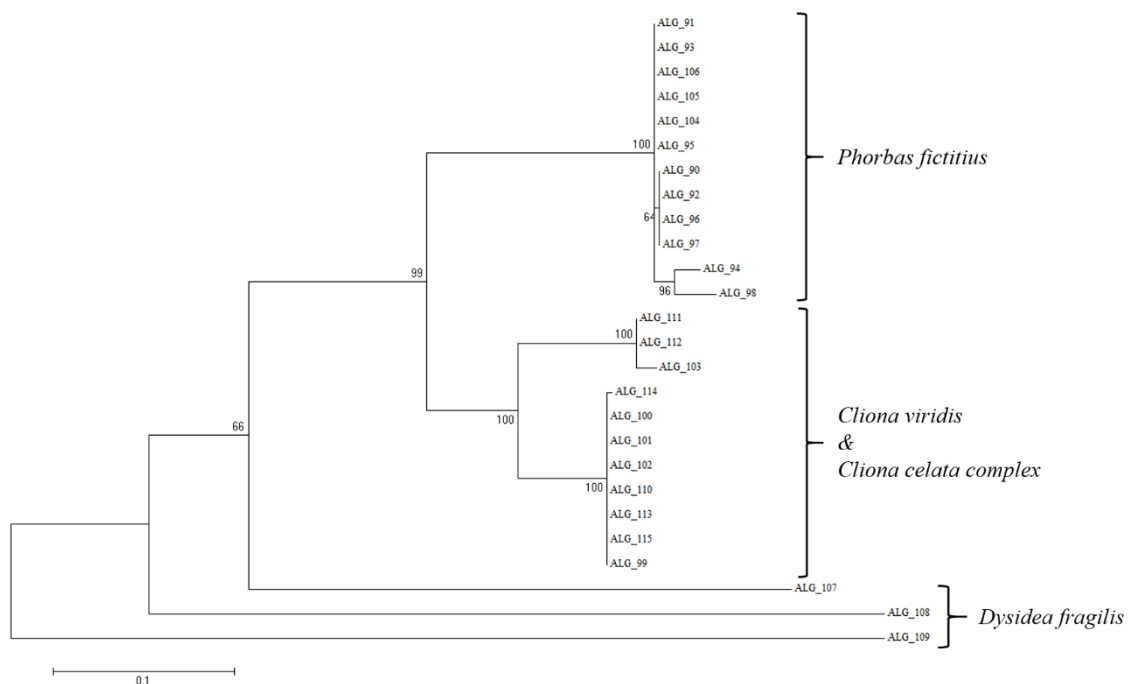 ALG_91
ALG_93
ALG_106
ALG_105
ALG_104
ALG_95
100
ALG_90
ALG_92
ALG_96
64
ALG_97
ALG_94
96
ALG_98
Phorbas fictitius
99
ALG_111
100
ALG_112
ALG_103
ALG_114
100
ALG_100
ALG_101
ALG_102
ALG_110
100
ALG_113
ALG_115
ALG_99
Cliona viridis
&
Cliona celata complex
66
ALG_107
ALG_108
ALG_109
Dysidea fragilis
0.1